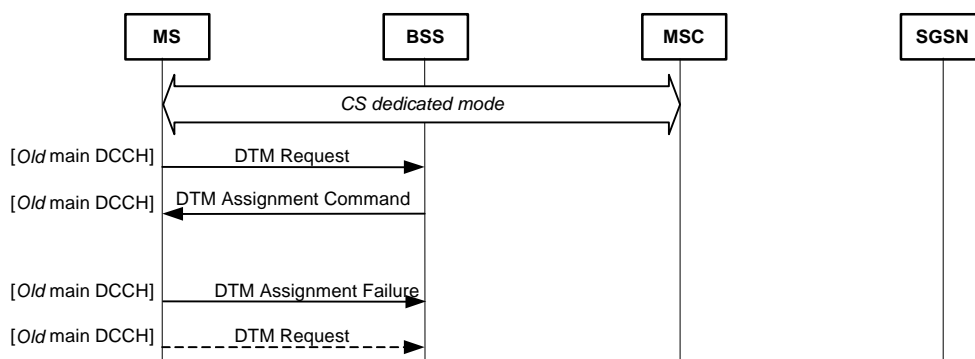 MS BSS MSC SGSN
CS dedicated mode
[Old main DCCH] DTM Request
[Old main DCCH] DTM Assignment Command
[Old main DCCH] DTM Assignment Failure
[Old main DCCH] DTM Request